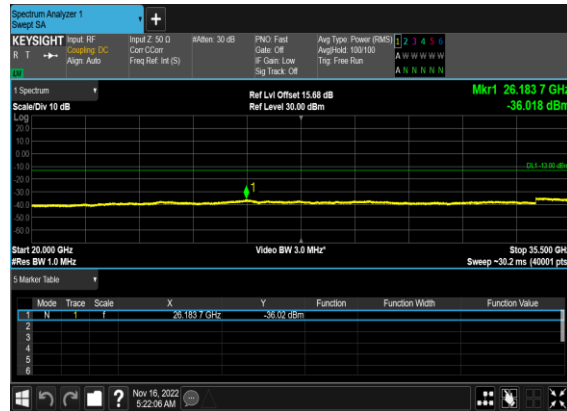 Spectrum Analyzer 1
Swept SA
+
KEYSIGHT Input: RF Input Z: 50 Ω #Atten: 30 dB PNO: Fast Avg Type: Power (RMS) 1 2 3 4 5 6
R T Coupling: DC Corr CCorr Gate: Off Avg|Hold: 100/100 A W W W W W
Align: Auto Freq Ref: Int (S) IF Gain: Low Trig: Free Run
Sig Track: Off A N N N N N
1 Spectrum Ref Lvl Offset 15.68 dB Mkr1 26.183 7 GHz
Scale/Div 10 dB Ref Level 30.00 dBm -36.018 dBm
Log
20.0
10.0
0.00
-10.0 DL1 -13.00 dBm
-20.0
-30.0 1
-40.0
-50.0
-60.0
Start 20.000 GHz Video BW 3.0 MHz* Stop 35.500 GHz
#Res BW 1.0 MHz Sweep ~30.2 ms (40001 pts)
5 Marker Table
Mode Trace Scale X Y Function Function Width Function Value
1 N 1 f 26.183 7 GHz -36.02 dBm
2
3
4
5
6
? Nov 16, 2022
5:22:06 AM